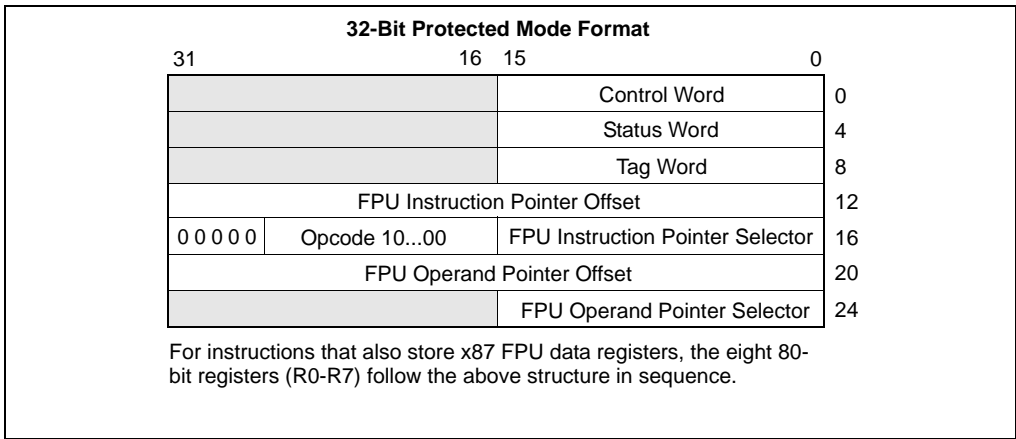 32-Bit Protected Mode Format
31 16 15 0
Control Word 0
Status Word 4
Tag Word 8
FPU Instruction Pointer Offset 12
0 0 0 0 0 Opcode 10...00 FPU Instruction Pointer Selector 16
FPU Operand Pointer Offset 20
FPU Operand Pointer Selector 24
For instructions that also store x87 FPU data registers, the eight 80-
bit registers (R0-R7) follow the above structure in sequence.